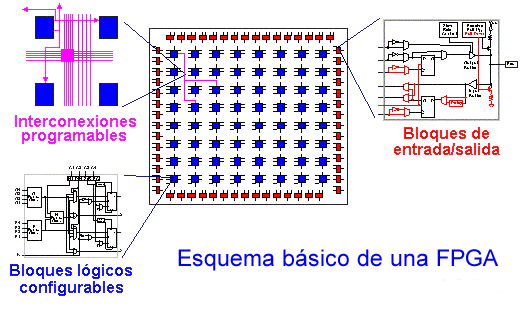 Interconexiones
programables
Bloques de
entrada/salida
Bloques lógicos
configurables
Esquema básico de una FPGA